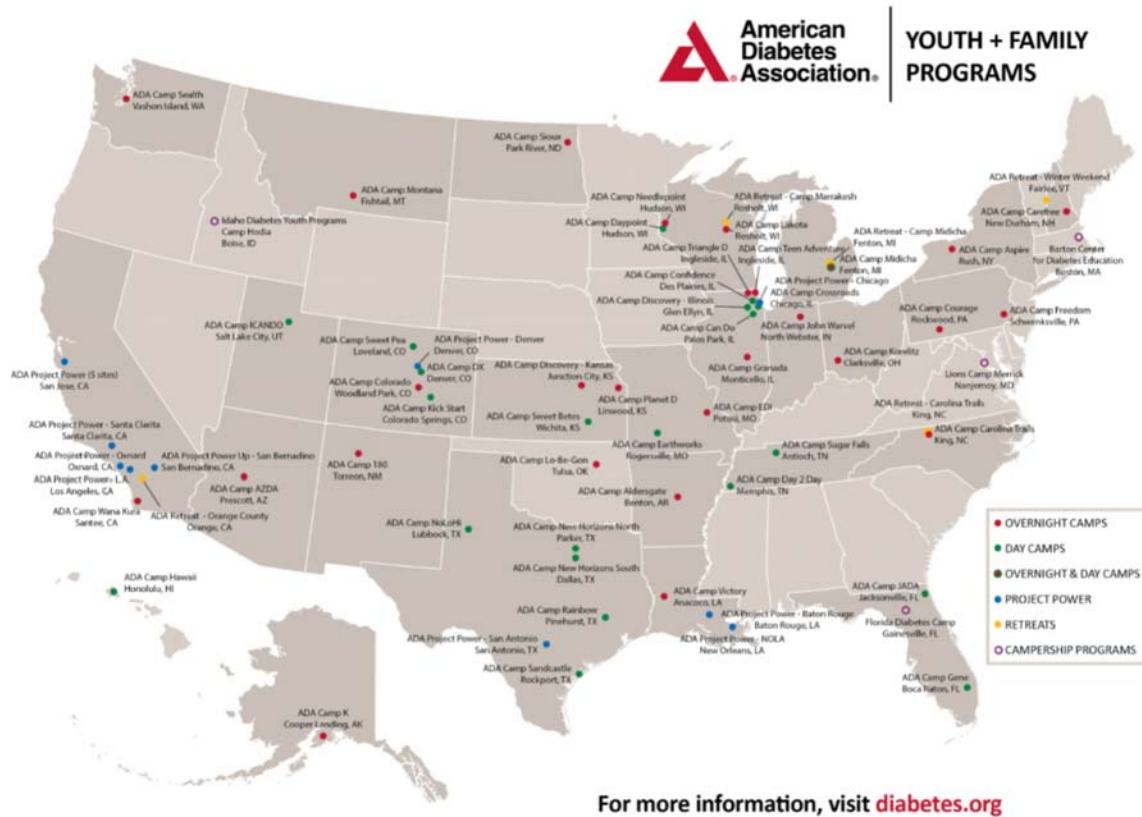 American
Diabetes
Association®
YOUTH + FAMILY
PROGRAMS
ADA Camp Sealth
Vashon Island, WA
ADA Camp Sioux
Park River, ND
ADA Camp Montana
Fishtail, MT
Idaho Diabetes Youth Programs
Camp Hodia
Boise, ID
ADA Camp Needlepoint
Hudson, WI
ADA Camp Daypoint
Hudson, WI
ADA Retreat - Camp Marrakesh
Rosholt, WI
ADA Camp Lakota
Rosholt, WI
ADA Camp Triangle D
Ingleside, IL
ADA Camp Teen Adventure
Ingleside, IL
ADA Retreat - Camp Midicha
Fenton, MI
ADA Camp Midicha
Fenton, MI
ADA Retreat - Winter Weekend
Fairlee, VT
ADA Camp Carefree
New Durham, NH
Barton Center
for Diabetes Education
Boston, MA
ADA Camp Aspire
Rush, NY
ADA Camp Confidence
Des Plaines, IL
ADA Project Power - Chicago
ADA Camp Crossroads
Chicago, IL
ADA Camp Discovery - Illinois
Glen Ellyn, IL
ADA Camp Can Do
Palos Park, IL
ADA Camp John Warvel
North Webster, IN
ADA Camp Courage
Rockwood, PA
ADA Camp Freedom
Schwenksville, PA
ADA Camp ICANDO
Salt Lake City, UT
ADA Camp Sweet Pea
Loveland, CO
ADA Project Power - Denver
Denver, CO
ADA Camp DX
Denver, CO
ADA Camp Colorado
Woodland Park, CO
ADA Camp Kick Start
Colorado Springs, CO
ADA Camp Discovery - Kansas
Junction City, KS
ADA Camp Planet D
Linwood, KS
ADA Camp Sweet Betes
Wichita, KS
ADA Camp Granada
Monticello, IL
ADA Camp Korelitz
Clarksville, OH
Lions Camp Merrick
Nanjemoy, MD
ADA Camp EDI
Potosi, MO
ADA Camp Earthworks
Rogersville, MO
ADA Retreat - Carolina Trails
King, NC
ADA Camp Carolina Trails
King, NC
ADA Camp Sugar Falls
Antioch, TN
ADA Camp Day 2 Day
Memphis, TN
ADA Project Power (5 sites)
San Jose, CA
ADA Project Power - Santa Clarita
Santa Clarita, CA
ADA Project Power - Oxnard
Oxnard, CA
ADA Project Power Up - San Bernadino
San Bernadino, CA
ADA Project Power - L.A.
Los Angeles, CA
ADA Camp Wana Kura
Santee, CA
ADA Retreat - Orange County
Orange, CA
ADA Camp AZDA
Prescott, AZ
ADA Camp 180
Torreon, NM
ADA Camp Lo-Be-Gon
Tulsa, OK
ADA Camp Aldersgate
Benton, AR
ADA Camp NoLoHi
Lubbock, TX
ADA Camp New Horizons North
Parker, TX
ADA Camp New Horizons South
Dallas, TX
ADA Camp Hawaii
Honolulu, HI
ADA Camp Victory
Anacoco, LA
ADA Camp Rainbow
Pinehurst, TX
ADA Project Power - San Antonio
San Antonio, TX
ADA Camp Sandcastle
Rockport, TX
ADA Project Power - Baton Rouge
Baton Rouge, LA
ADA Project Power - NOLA
New Orleans, LA
ADA Camp JADA
Jacksonville, FL
Florida Diabetes Camp
Gainesville, FL
ADA Camp Gene
Boca Raton, FL
ADA Camp K
Cooper Landing, AK
OVERNIGHT CAMPS
DAY CAMPS
OVERNIGHT & DAY CAMPS
PROJECT POWER
RETREATS
CAMPERSHIP PROGRAMS
For more information, visit diabetes.org